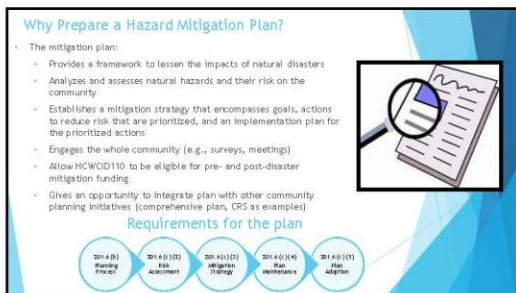 Why Prepare a Hazard Mitigation Plan?
• The mitigation plan:
• Provides a framework to lessen the impacts of natural disasters
• Analyzes and assesses natural hazards and their risk on the
community
• Establishes a mitigation strategy that encompasses goals, actions
to reduce risk that are prioritized, and an implementation plan for
the prioritized actions
• Engages the whole community (e.g., surveys, meetings)
• Allow HCWCID110 to be eligible for pre- and post-disaster
mitigation funding
• Gives an opportunity to integrate plan with other community
planning initiatives (comprehensive plan, CRS as examples)
Requirements for the plan
201.6(b)
Planning
Process
201.6(c)(2)
Risk
Assessment
201.6(c)(3)
Mitigation
Strategy
201.6(c)(4)
Plan
Maintenance
201.6(c)(5)
Plan
Adoption